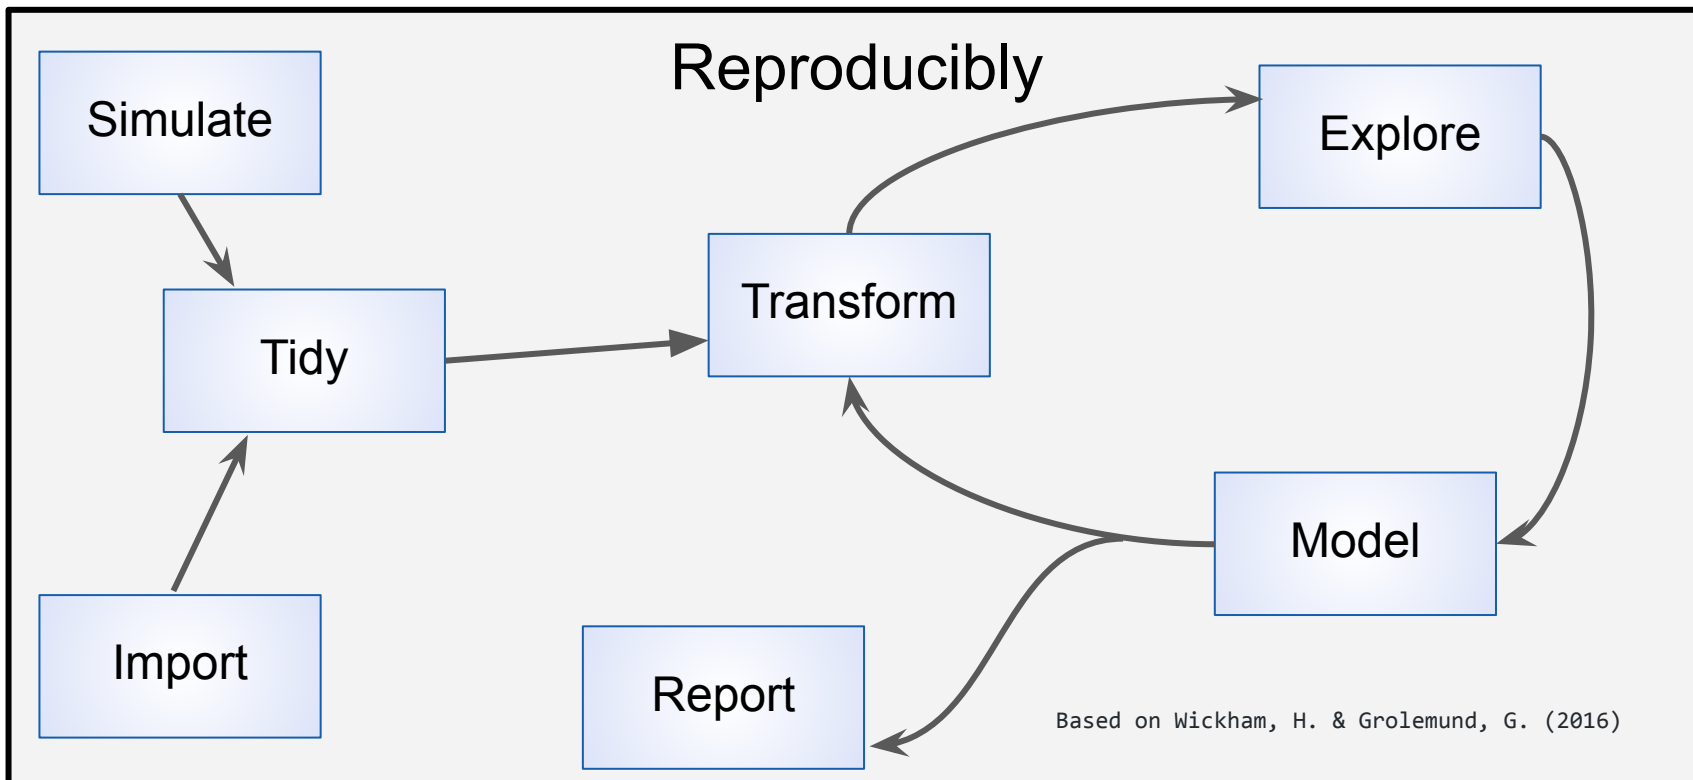 Reproducibly
Simulate
Explore
Transform
Tidy
Model
Import
Report
Based on Wickham, H. & Grolemund, G. (2016)